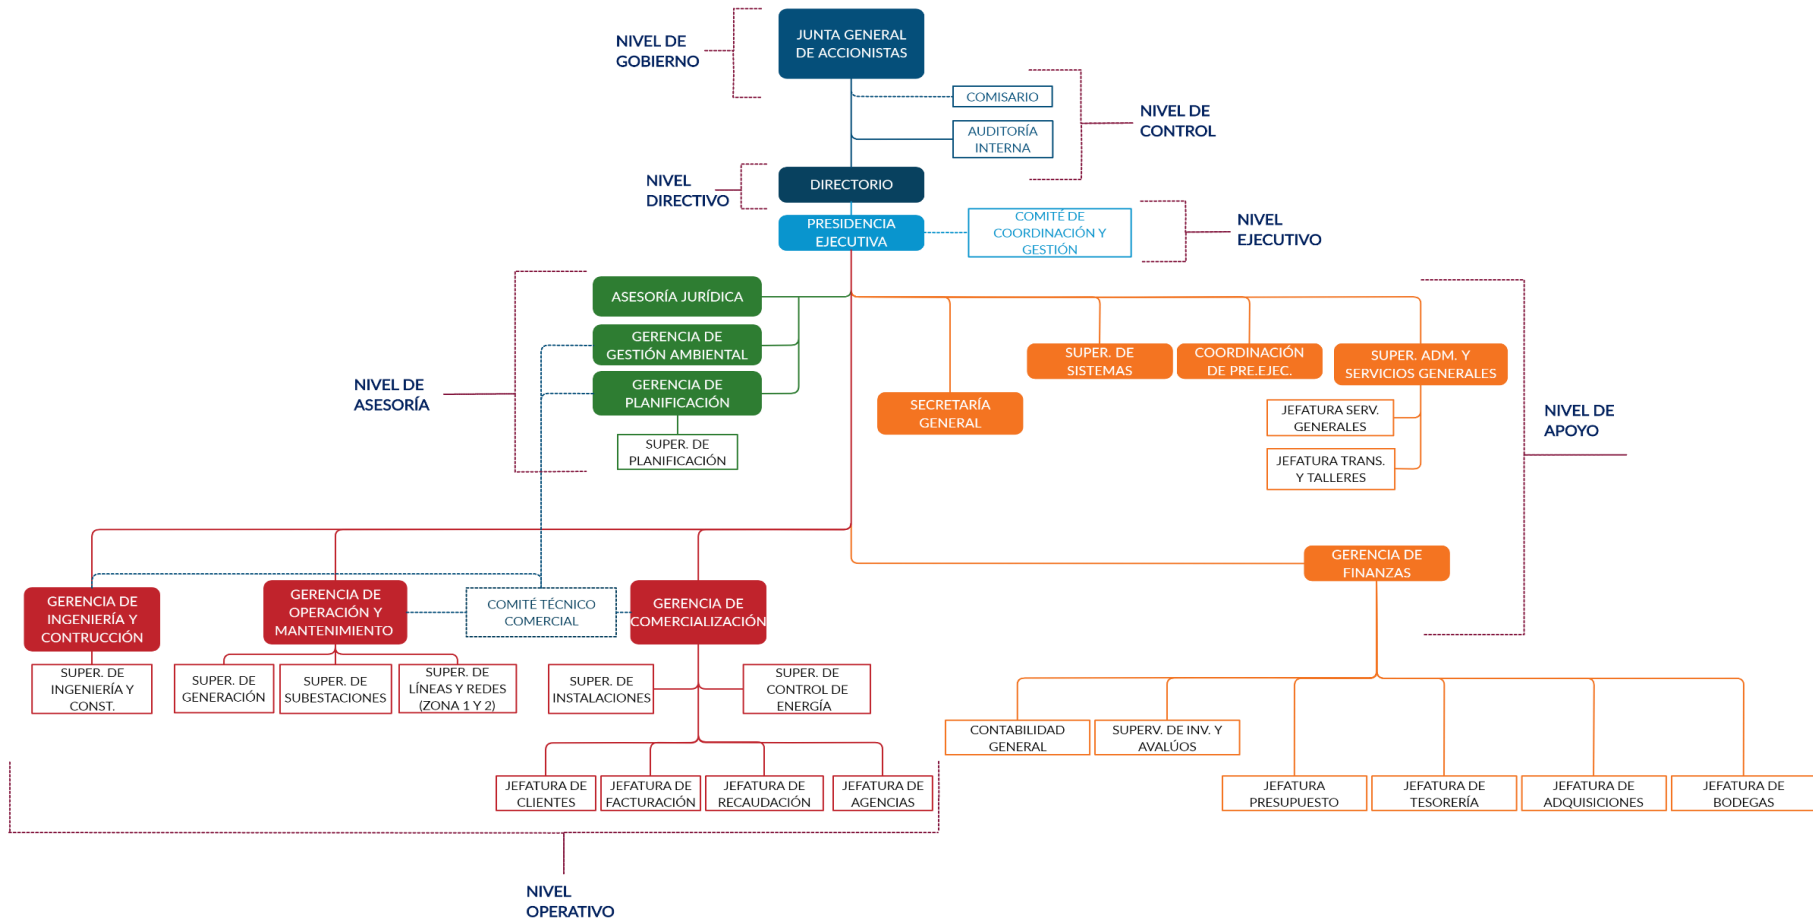 NIVEL DE
GOBIERNO
JUNTA GENERAL
DE ACCIONISTAS
COMISARIO
AUDITORÍA
INTERNA
NIVEL DE
CONTROL
NIVEL
DIRECTIVO
DIRECTORIO
PRESIDENCIA
EJECUTIVA
COMITÉ DE
COORDINACIÓN Y
GESTIÓN
NIVEL
EJECUTIVO
ASESORÍA JURÍDICA
GERENCIA DE
GESTIÓN AMBIENTAL
GERENCIA DE
PLANIFICACIÓN
SUPER. DE
PLANIFICACIÓN
NIVEL DE
ASESORÍA
SECRETARÍA
GENERAL
SUPER. DE
SISTEMAS
COORDINACIÓN
DE PRE.EJEC.
SUPER. ADM. Y
SERVICIOS GENERALES
JEFATURA SERV.
GENERALES
JEFATURA TRANS.
Y TALLERES
NIVEL DE
APOYO
GERENCIA DE
FINANZAS
GERENCIA DE
INGENIERÍA Y
CONTRUCCIÓN
GERENCIA DE
OPERACIÓN Y
MANTENIMIENTO
COMITÉ TÉCNICO
COMERCIAL
GERENCIA DE
COMERCIALIZACIÓN
SUPER. DE
INGENIERÍA Y
CONST.
SUPER. DE
GENERACIÓN
SUPER. DE
SUBESTACIONES
SUPER. DE
LÍNEAS Y REDES
(ZONA 1 Y 2)
SUPER. DE
INSTALACIONES
SUPER. DE
CONTROL DE
ENERGÍA
CONTABILIDAD
GENERAL
SUPERV. DE INV. Y
AVALÚOS
JEFATURA DE
CLIENTES
JEFATURA DE
FACTURACIÓN
JEFATURA DE
RECAUDACIÓN
JEFATURA DE
AGENCIAS
JEFATURA
PRESUPUESTO
JEFATURA DE
TESORERÍA
JEFATURA DE
ADQUISICIONES
JEFATURA DE
BODEGAS
NIVEL
OPERATIVO